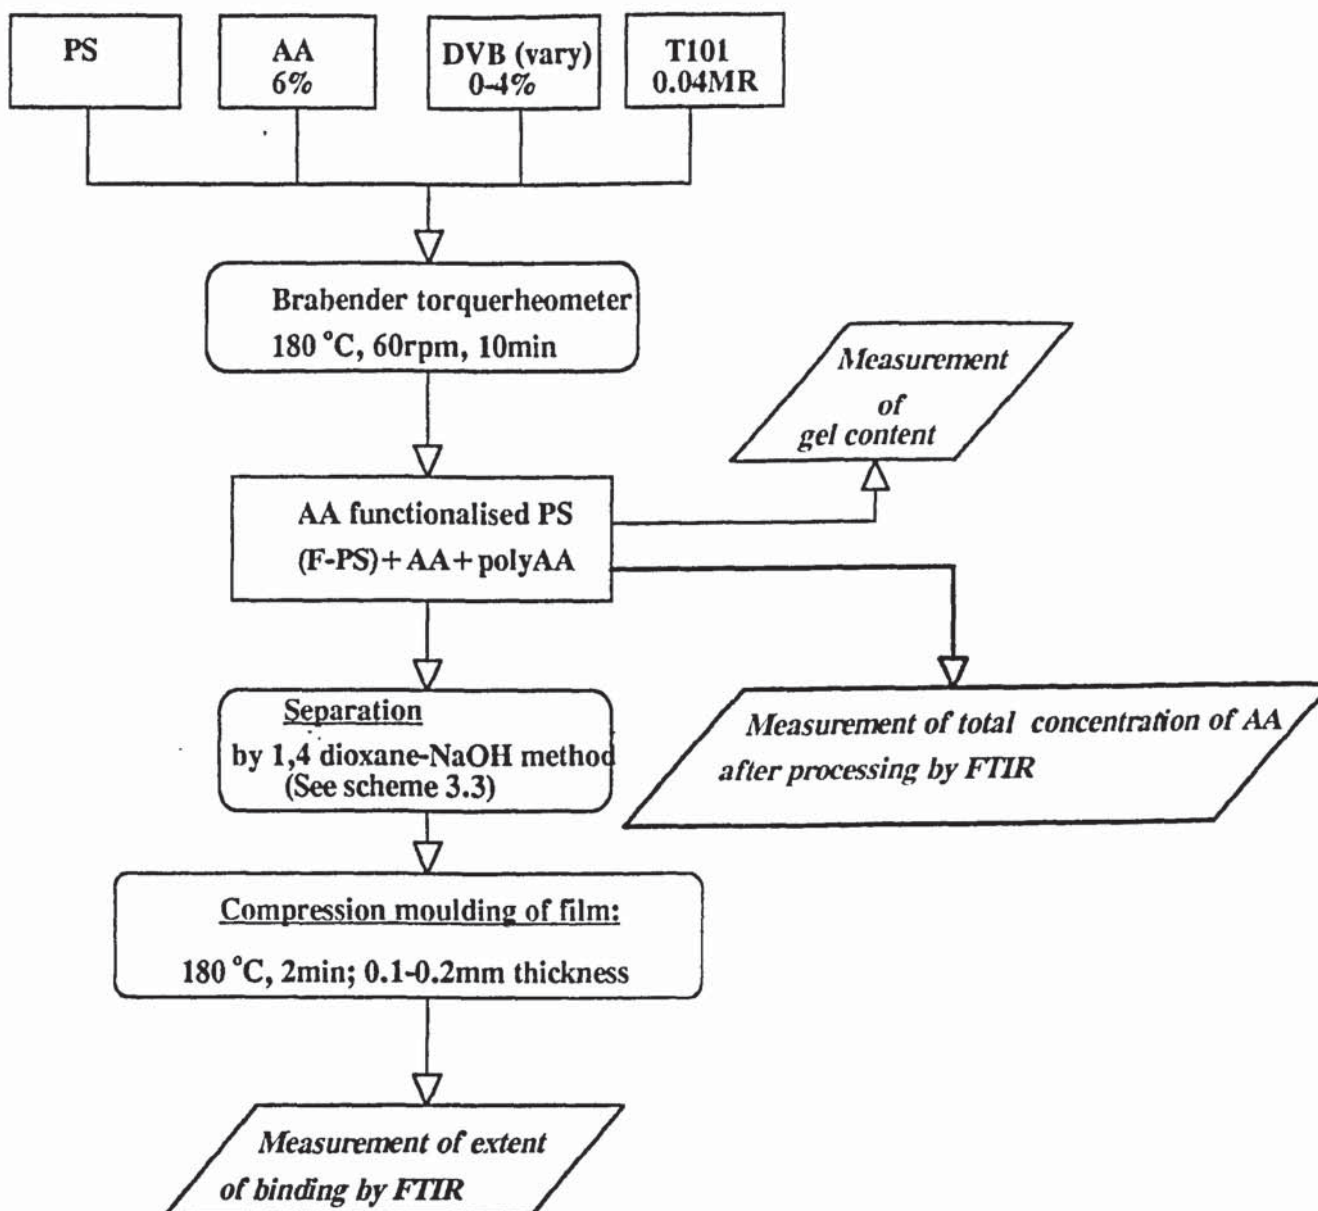 PS
AA
6%
DVB (vary)
0-4%
T101
0.04MR
Brabender torquerheometer
180 °C, 60rpm, 10min
Measurement
of
gel content
AA functionalised PS
(F-PS)+ AA+ polyAA
Separation
by 1,4 dioxane-NaOH method
(See scheme 3.3)
Measurement of total concentration of AA
after processing by FTIR
Compression moulding of film:
180 °C, 2min; 0.1-0.2mm thickness
Measurement of extent
of binding by FTIR